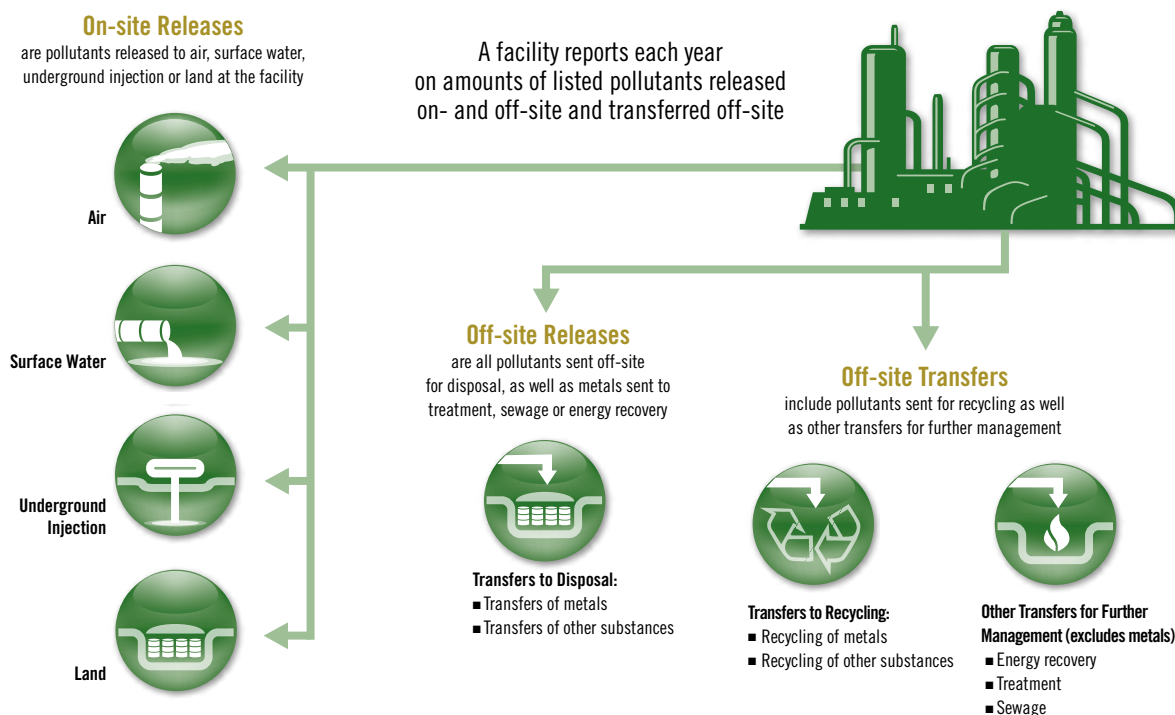 On-site Releases
are pollutants released to air, surface water,
underground injection or land at the facility
A facility reports each year
on amounts of listed pollutants released
on- and off-site and transferred off-site
Air
Surface Water
Underground
Injection
Land
Off-site Releases
are all pollutants sent off-site
for disposal, as well as metals sent to
treatment, sewage or energy recovery
Transfers to Disposal:
■ Transfers of metals
■ Transfers of other substances
Off-site Transfers
include pollutants sent for recycling as well
as other transfers for further management
Transfers to Recycling:
■ Recycling of metals
■ Recycling of other substances
Other Transfers for Further
Management (excludes metals)
■ Energy recovery
■ Treatment
■ Sewage